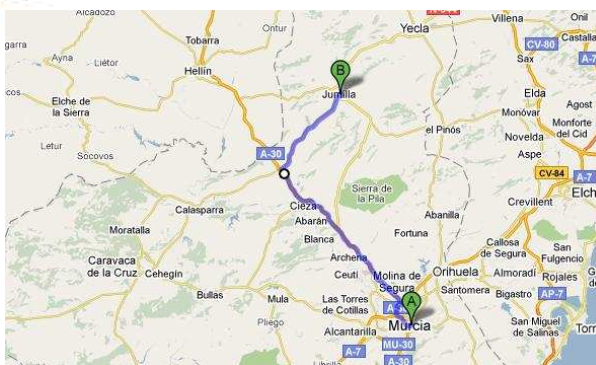 Alcadozo
Ontur
Yecla
Villena
Onil
Castalla
Tobarra
CV-80
Sax
A-7
Ayna
Liétor
Hellín
B
Jumilla
Elda
Elche de
la Sierra
Monóvar
Agost
el Pinós
Monforte
del Cid
Novelda
Letur
Socovos
A-30
Aspe
CV-84
A-7
Sierra de
la Pila
Elch
Cieza
Calasparra
Abarán
Abanilla
Crevillent
Moratalla
Blanca
Fortuna
Callosa
de Segura
San
Fulgencio
Caravaca
de la Cruz
Cehegín
Archena
Ceutí
Molina de
Segura
Orihuela
Almoradí
Rojales
Bullas
Mula
Las Torres
de Cotillas
A
Santomera
Bigastro
AP-7
Pliego
Alcantarilla
Murcia
San Miguel
de Salinas
A-7
MU-30
A-30